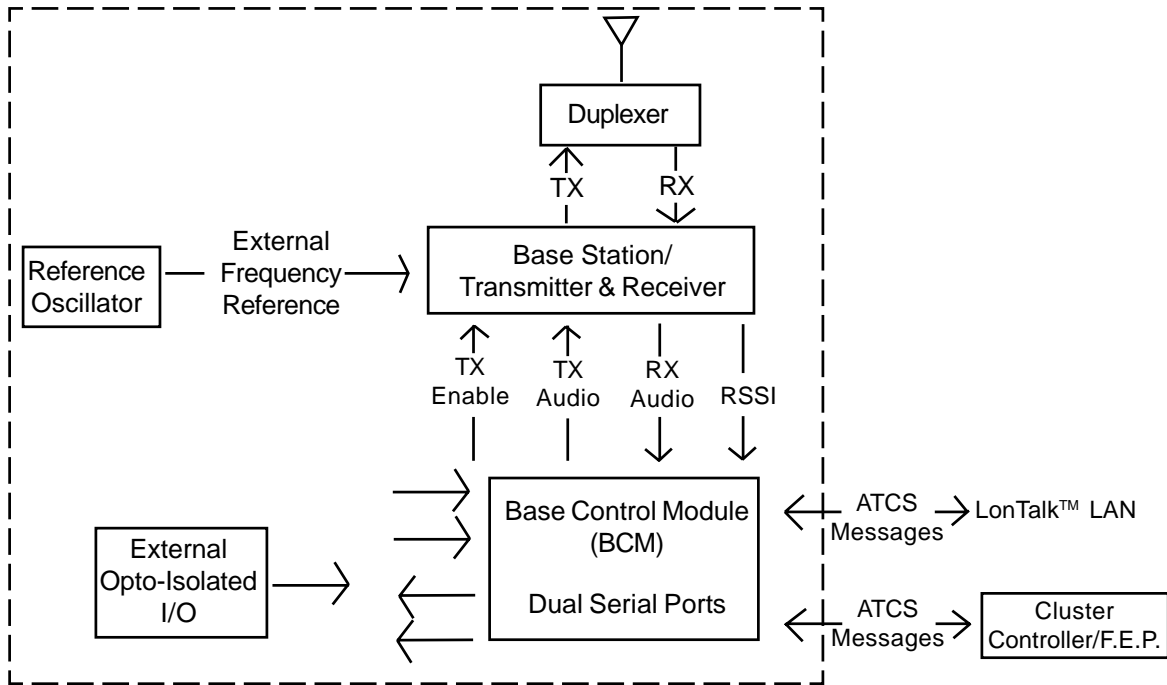 Duplexer
TX
RX
Reference
Oscillator
External
Frequency
Reference
Base Station/
Transmitter & Receiver
TX
Enable
TX
Audio
RX
Audio
RSSI
Base Control Module
(BCM)
Dual Serial Ports
External
Opto-Isolated
I/O
ATCS
Messages
LonTalk™ LAN
ATCS
Messages
Cluster
Controller/F.E.P.